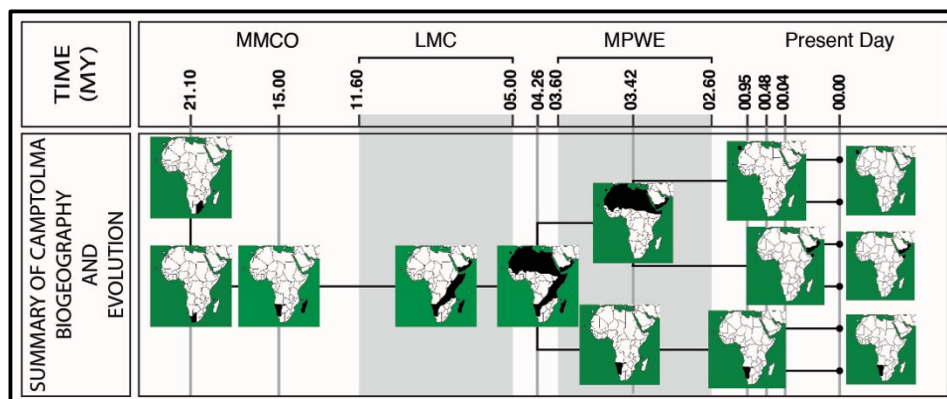 TIME
(MY)
MMCO
LMC
MPWE
Present Day
21.10
15.00
11.60
05.00
04.26
03.60
03.42
02.60
00.95
00.48
00.04
00.00
SUMMARY OF CAMPTOLMA
BIOGEOGRAPHY
AND
EVOLUTION